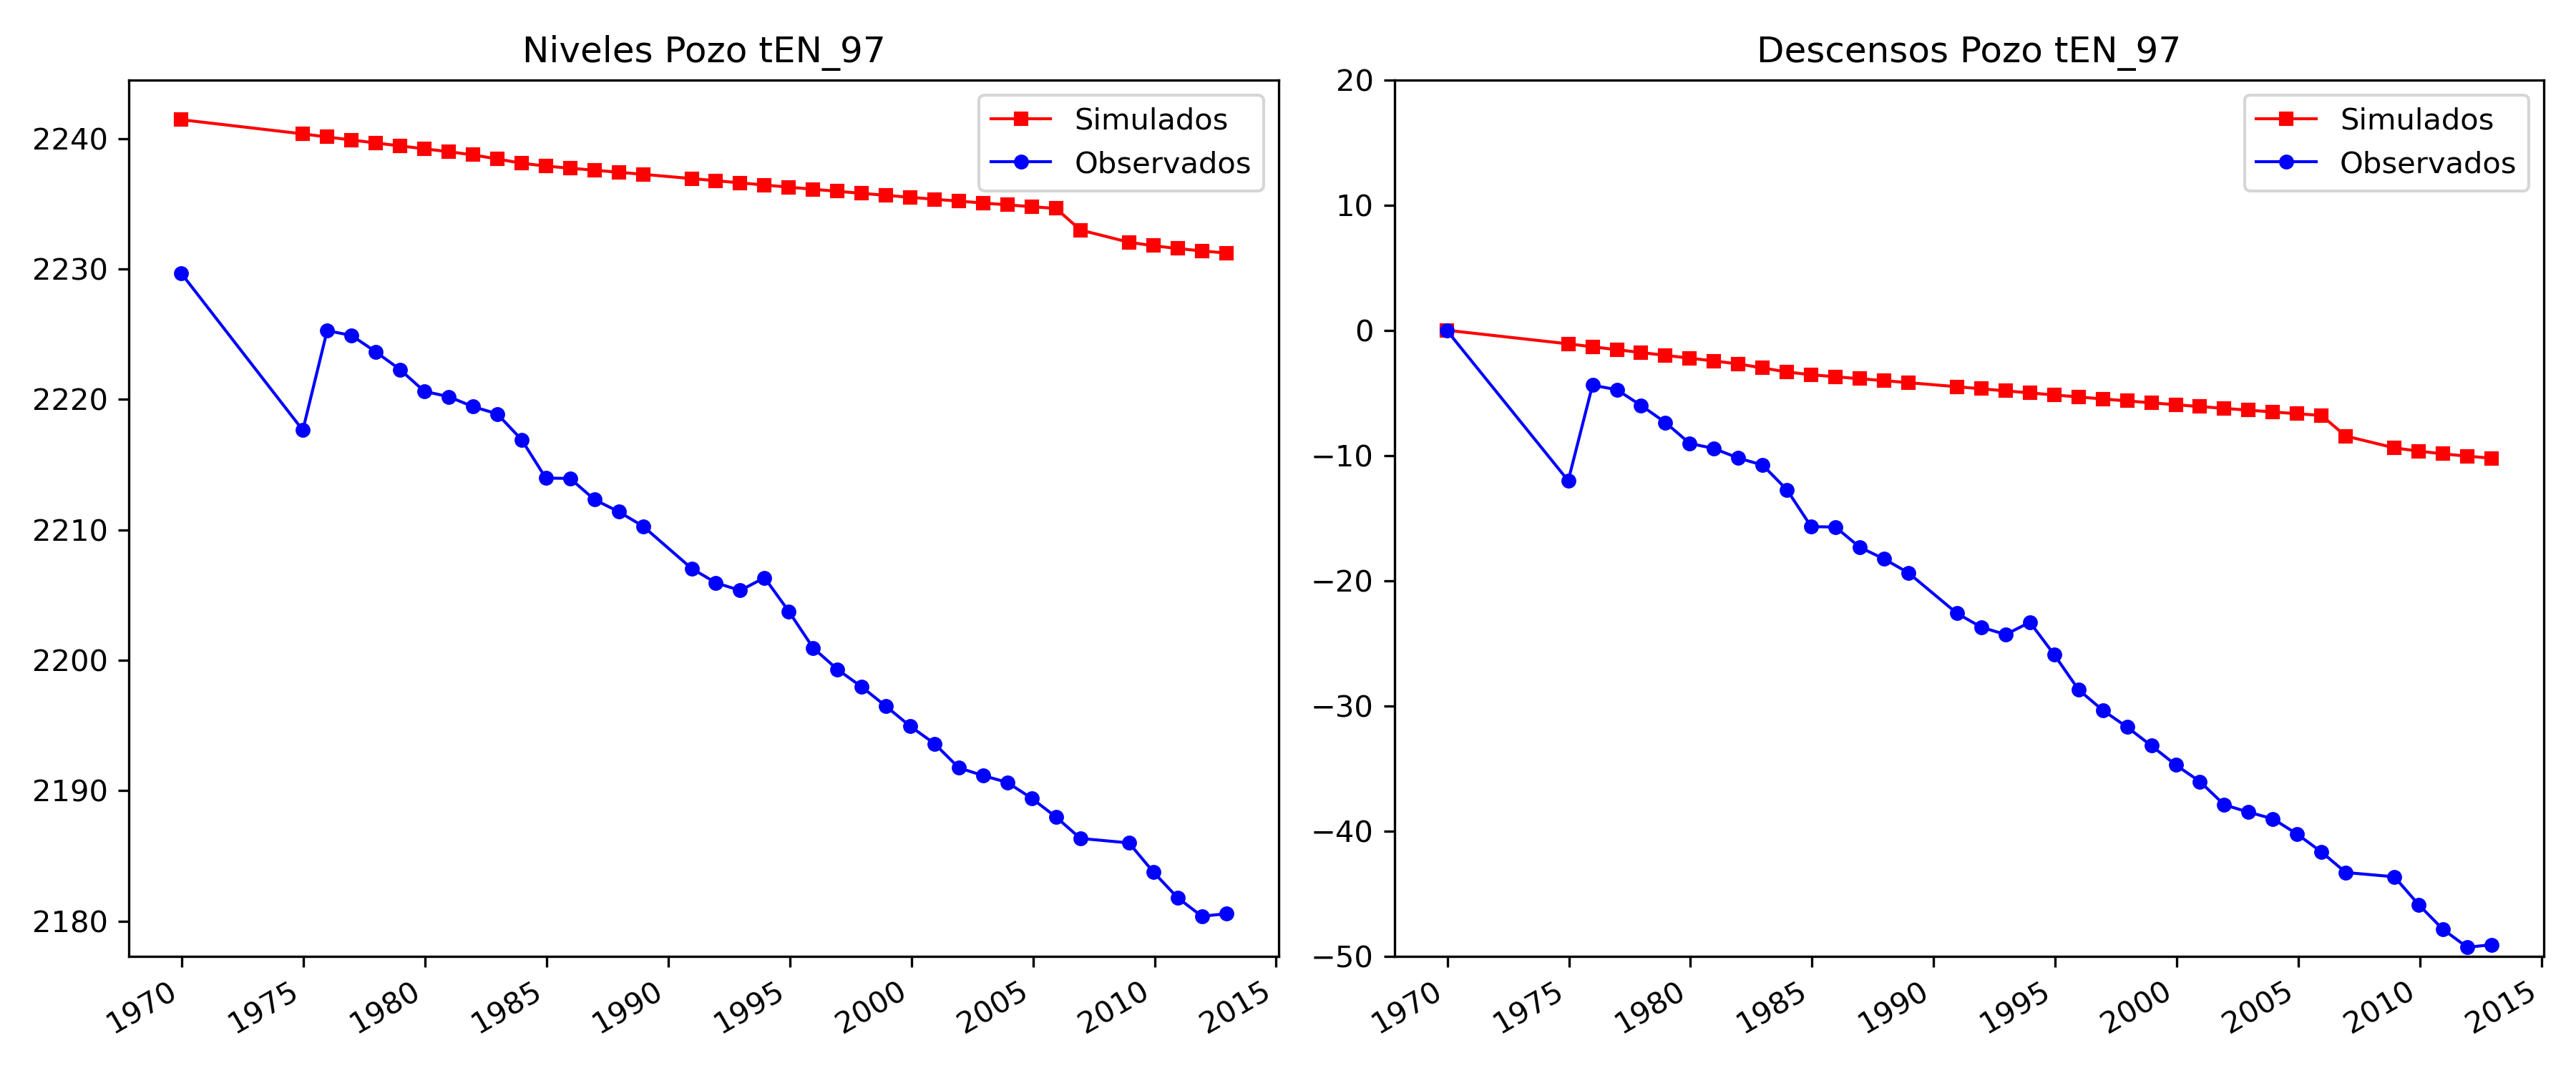 Niveles Pozo tEN_97
Simulados
Observados
2240
2230
2220
2210
2200
2190
2180
1970 1975 1980 1985 1990 1995 2000 2005 2010 2015
Descensos Pozo tEN_97
Simulados
Observados
20
10
0
−10
−20
−30
−40
−50
1970 1975 1980 1985 1990 1995 2000 2005 2010 2015